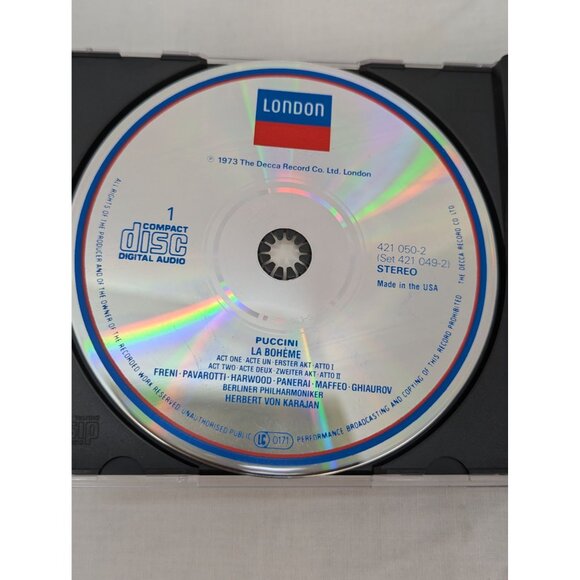 LONDON
℗ 1973 The Decca Record Co. Ltd. London
1
COMPACT
disc
DIGITAL AUDIO
421 050-2
(Set 421 049-2)
STEREO
Made in the USA
PUCCINI
LA BOHÈME
ACT ONE · ACTE UN · ERSTER AKT · ATTO I
ACT TWO · ACTE DEUX · ZWEITER AKT · ATTO II
FRENI · PAVAROTTI · HARWOOD · PANERAI · MAFFEO · GHIAUROV
BERLINER PHILHARMONIKER
HERBERT VON KARAJAN
ALL RIGHTS OF THE PRODUCER AND OF THE OWNER OF THE RECORDED WORK RESERVED UNAUTHORISED PUBLIC PERFORMANCE BROADCASTING AND COPYING OF THIS RECORD PROHIBITED
THE DECCA RECORD CO. LTD.
LC 0171
disc